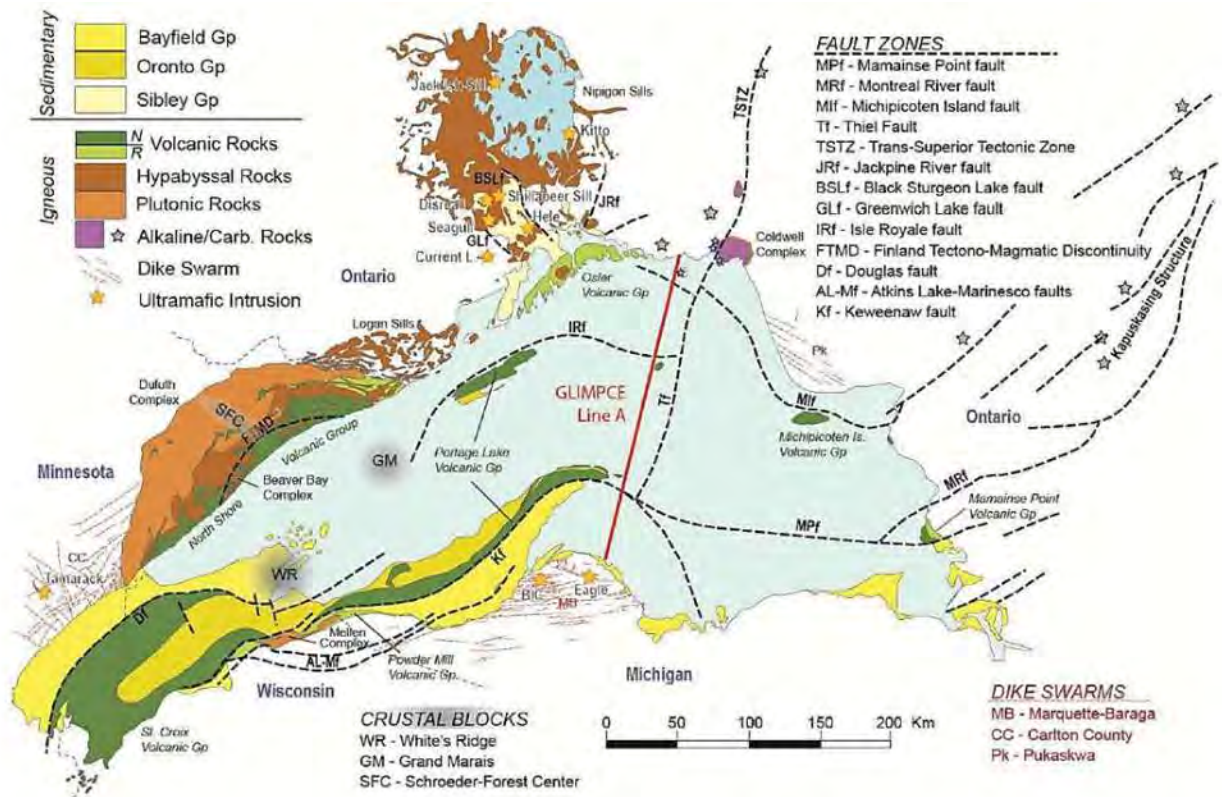 Sedimentary
Bayfield Gp
Oronto Gp
Sibley Gp
Igneous
N
R
Volcanic Rocks
Hypabyssal Rocks
Plutonic Rocks
Alkaline/Carb. Rocks
Dike Swarm
Ultramafic Intrusion
FAULT ZONES
MPf - Mamainse Point fault
MRf - Montreal River fault
MIf - Michipicoten Island fault
Tf - Thiel Fault
TSTZ - Trans-Superior Tectonic Zone
JRf - Jackpine River fault
BSLf - Black Sturgeon Lake fault
GLf - Greenwich Lake fault
IRf - Isle Royale fault
FTMD - Finland Tectono-Magmatic Discontinuity
Df - Douglas fault
AL-Mf - Atkins Lake-Marinesco faults
Kf - Keweenaw fault
Sill
Nipigon Sills
Kitto
TSTZ
BSLf
Shillabeer Sill
Disreali
Hele
JRf
Seagull
GLf
Current L.
Coldwell
Complex
Ontario
Osler
Volcanic Gp
Logan Sills
Kapuskasing Structure
IRf
Pk
Duluth
Complex
SFC
FTMD
GLIMPCE
Line A
Tf
MIf
Ontario
Volcanic Group
Minnesota
GM
Portage Lake
Volcanic Gp
Michipicoten Is.
Volcanic Gp
Beaver Bay
Complex
MRf
North Shore
Mamainse Point
Volcanic Gp
MPf
CC
Tamarack
WR
Kf
BIC
Eagle
MB
Df
Mellen
Complex
AL-Mf
Powder Mill
Volcanic Gp.
Michigan
Wisconsin
St. Croix
Volcanic Gp
CRUSTAL BLOCKS
WR - White's Ridge
GM - Grand Marais
SFC - Schroeder-Forest Center
0 50 100 150 200 Km
DIKE SWARMS
MB - Marquette-Baraga
CC - Carlton County
Pk - Pukaskwa